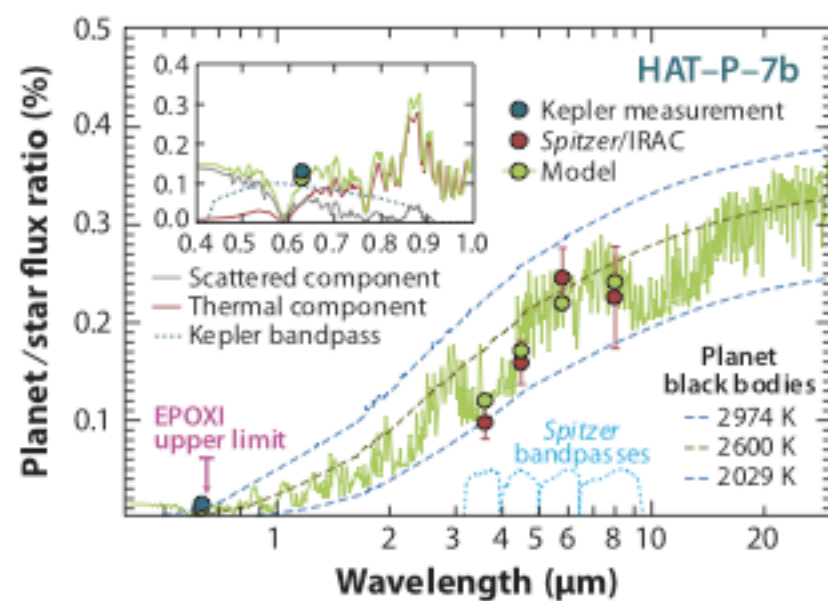 HAT–P–7b
Kepler measurement
Spitzer/IRAC
Model
Planet/star flux ratio (%)
0.5
0.4
0.3
0.2
0.1
0.4
0.3
0.2
0.1
0.0
0.4 0.5 0.6 0.7 0.8 0.9 1.0
Scattered component
Thermal component
Kepler bandpass
EPOXI
upper limit
Spitzer
bandpasses
Planet
black bodies
2974 K
2600 K
2029 K
1 2 3 4 5 6 8 10 20
Wavelength (μm)